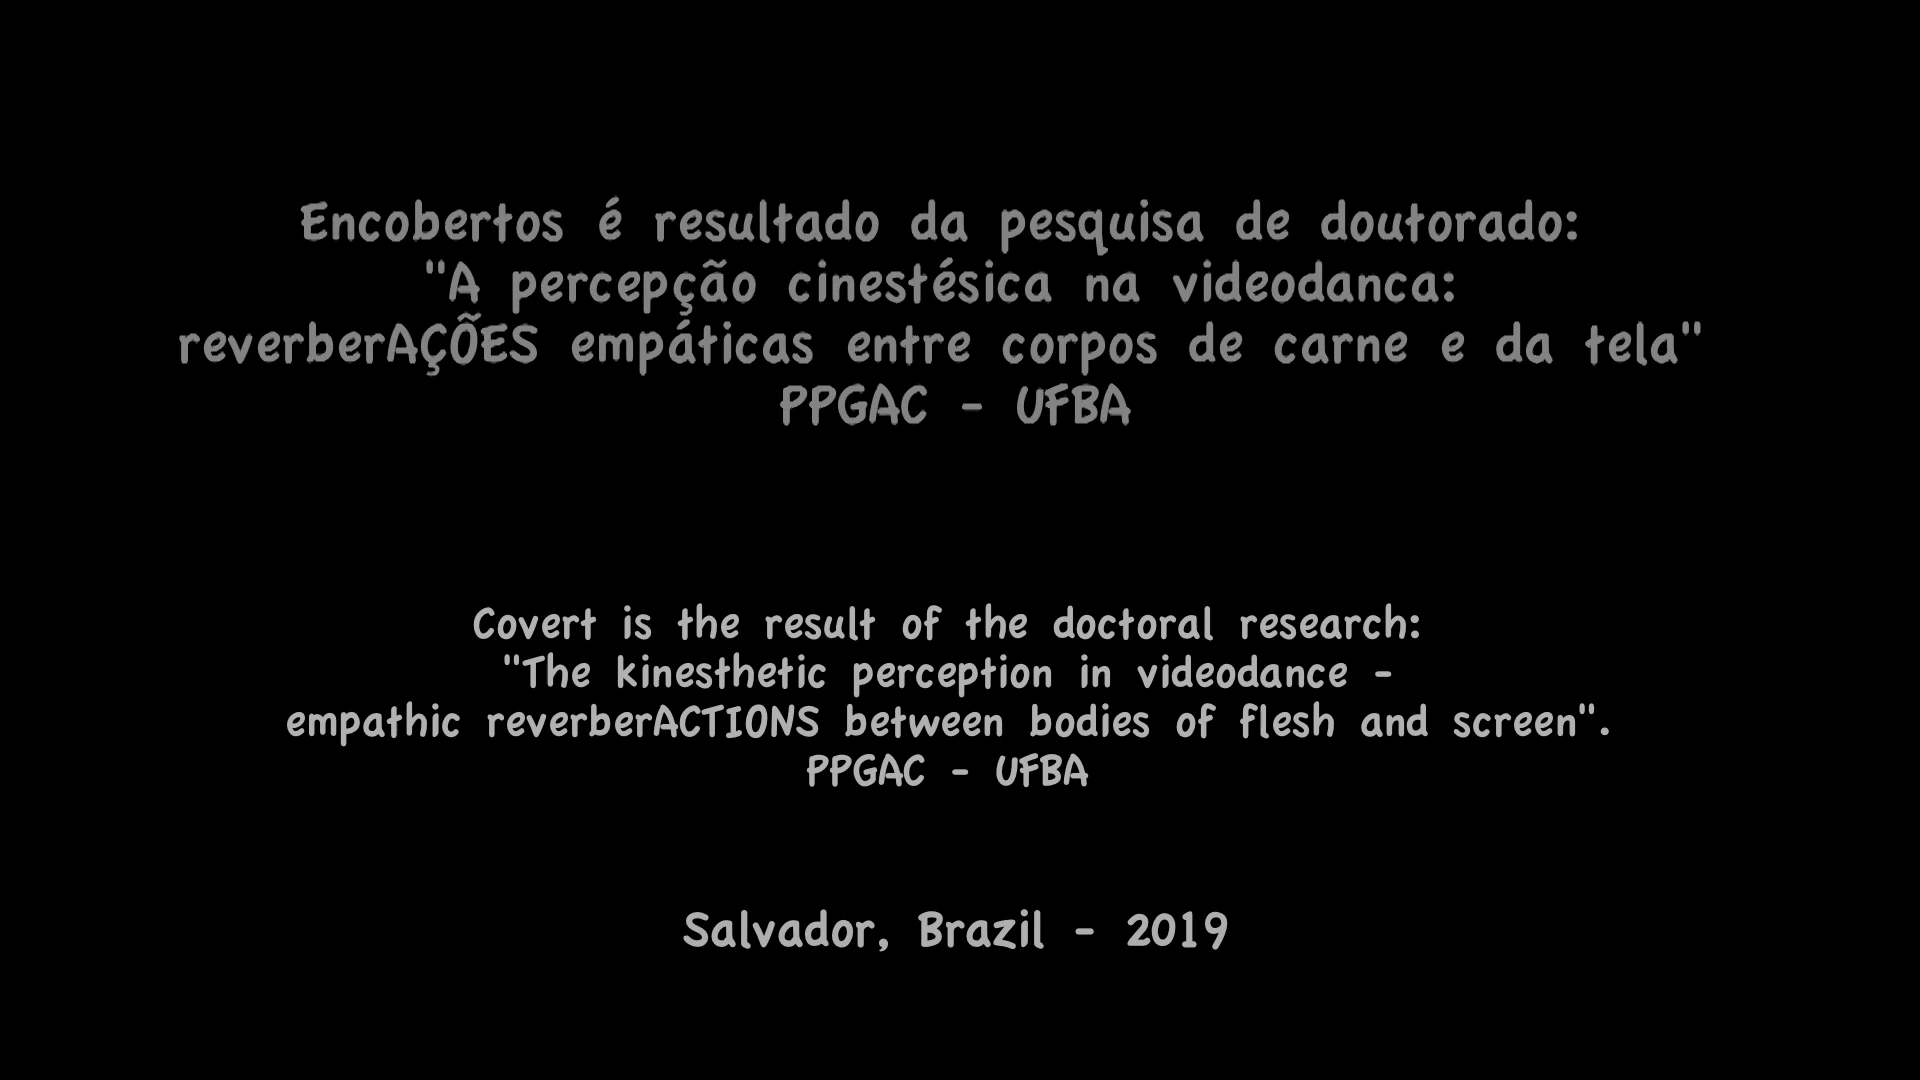 Encobertos é resultado da pesquisa de doutorado:
"A percepção cinestésica na videodanca:
reverberAÇÕES empáticas entre corpos de carne e da tela"
PPGAC - UFBA
Covert is the result of the doctoral research:
"The kinesthetic perception in videodance -
empathic reverberACTIONS between bodies of flesh and screen".
PPGAC - UFBA
Salvador, Brazil - 2019